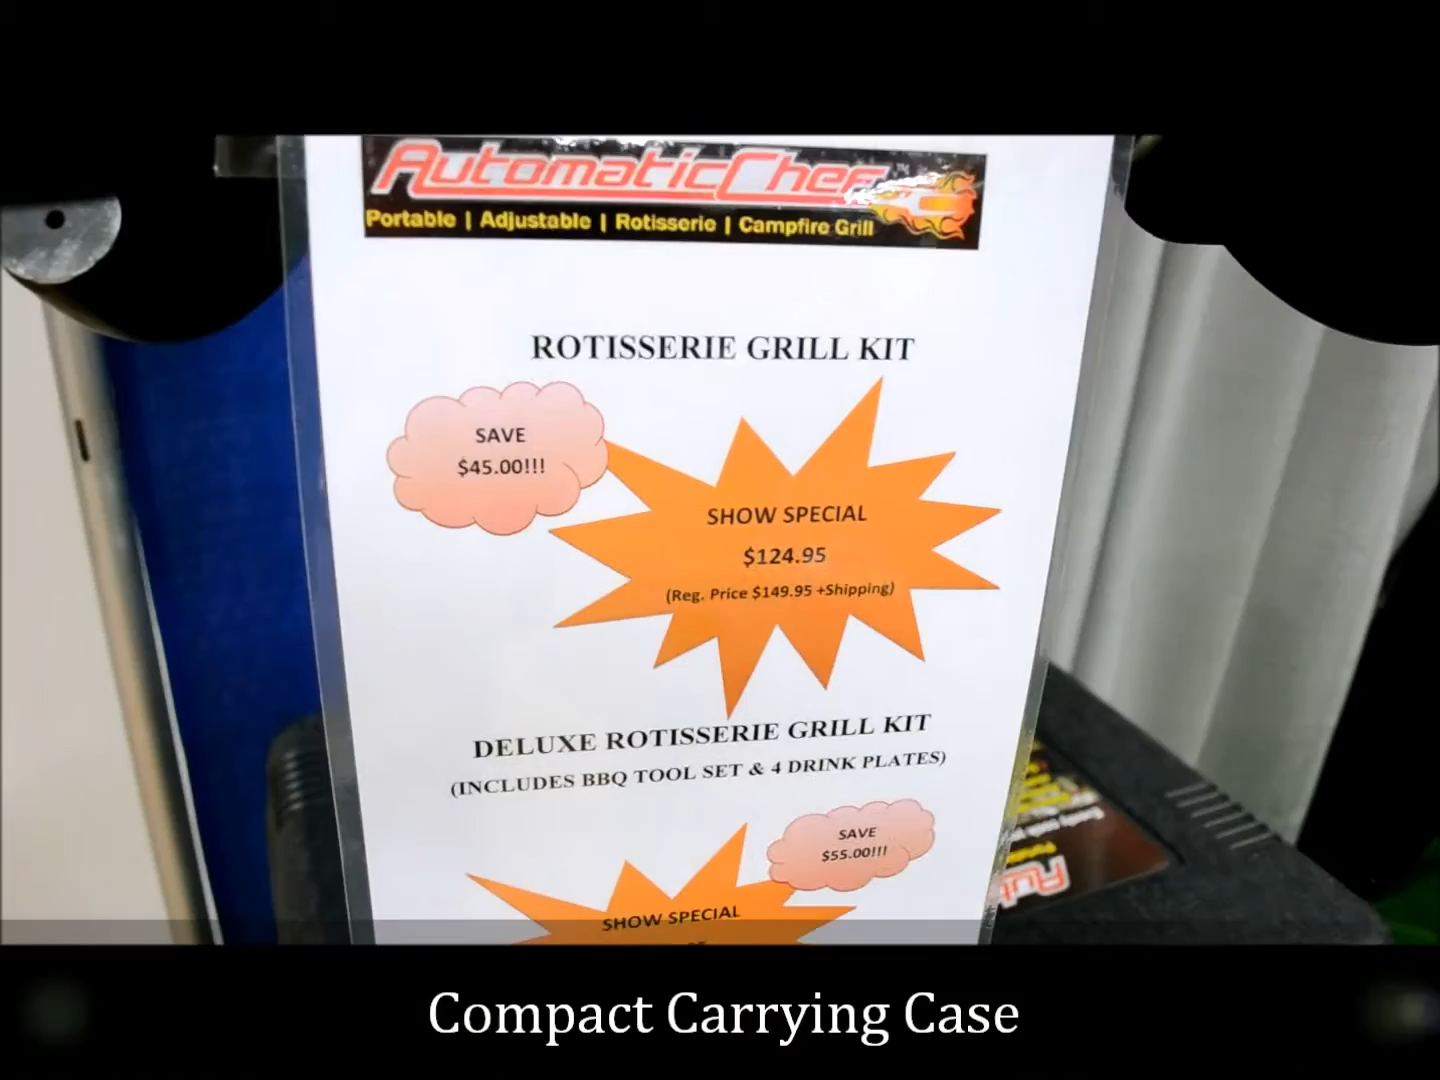 AutomaticChef™
Portable | Adjustable | Rotisserie | Campfire Grill
ROTISSERIE GRILL KIT
SAVE
$45.00!!!
SHOW SPECIAL
$124.95
(Reg. Price $149.95 +Shipping)
DELUXE ROTISSERIE GRILL KIT
(INCLUDES BBQ TOOL SET & 4 DRINK PLATES)
SAVE
$55.00!!!
SHOW SPECIAL
Compact Carrying Case